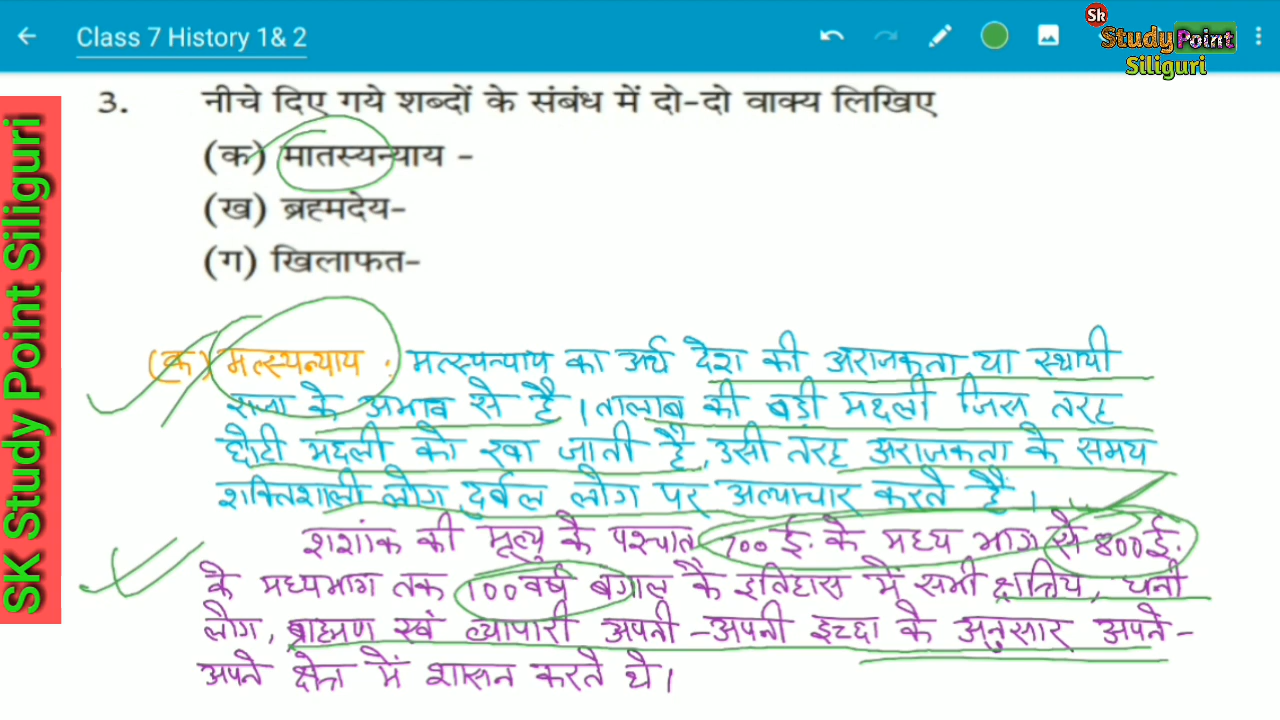 Class 7 History 1& 2
Sk
Study Point
Siliguri
SK Study Point Siliguri
3. नीचे दिए गये शब्दों के संबंध में दो-दो वाक्य लिखिए
(क) मातस्यन्याय -
(ख) ब्रह्मदेय-
(ग) खिलाफत-
(क) मत्स्यन्याय : मत्स्यन्याय का अर्थ देश की अराजकता या स्थायी
राजा के अभाव से है। तालाब की बड़ी मछली जिस तरह
छोटी मछली को खा जाती है, उसी तरह अराजकता के समय
शक्तिशाली लोग दुर्बल लोग पर अत्याचार करते हैं।
शशांक की मृत्यु के पश्चात 700 ई. के मध्य भाग से 800 ई.
के मध्यभाग तक 100 वर्ष बंगाल के इतिहास में सभी क्षत्रिय, धनी
लोग, ब्राह्मण एवं व्यापारी अपनी-अपनी इच्छा के अनुसार अपने-
अपने क्षेत्र में शासन करते थे।